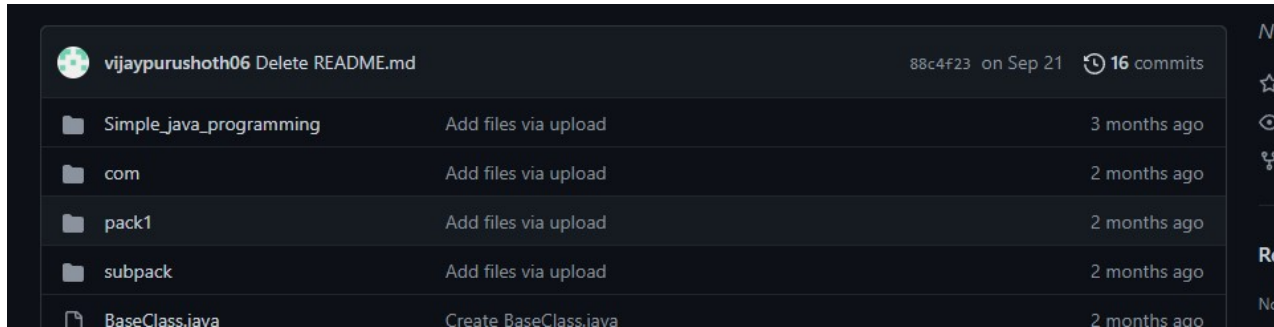 vijaypurushoth06 Delete README.md 88c4f23 on Sep 21 16 commits
Simple_java_programming Add files via upload 3 months ago
com Add files via upload 2 months ago
pack1 Add files via upload 2 months ago
subpack Add files via upload 2 months ago
BaseClass.java Create BaseClass.java 2 months ago